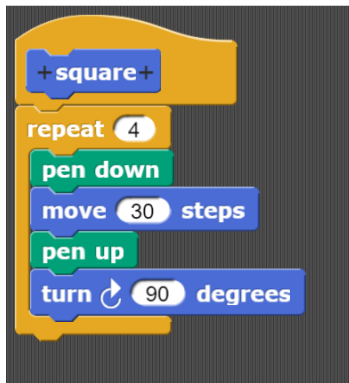 +square+
repeat 4
pen down
move 30 steps
pen up
turn 90 degrees